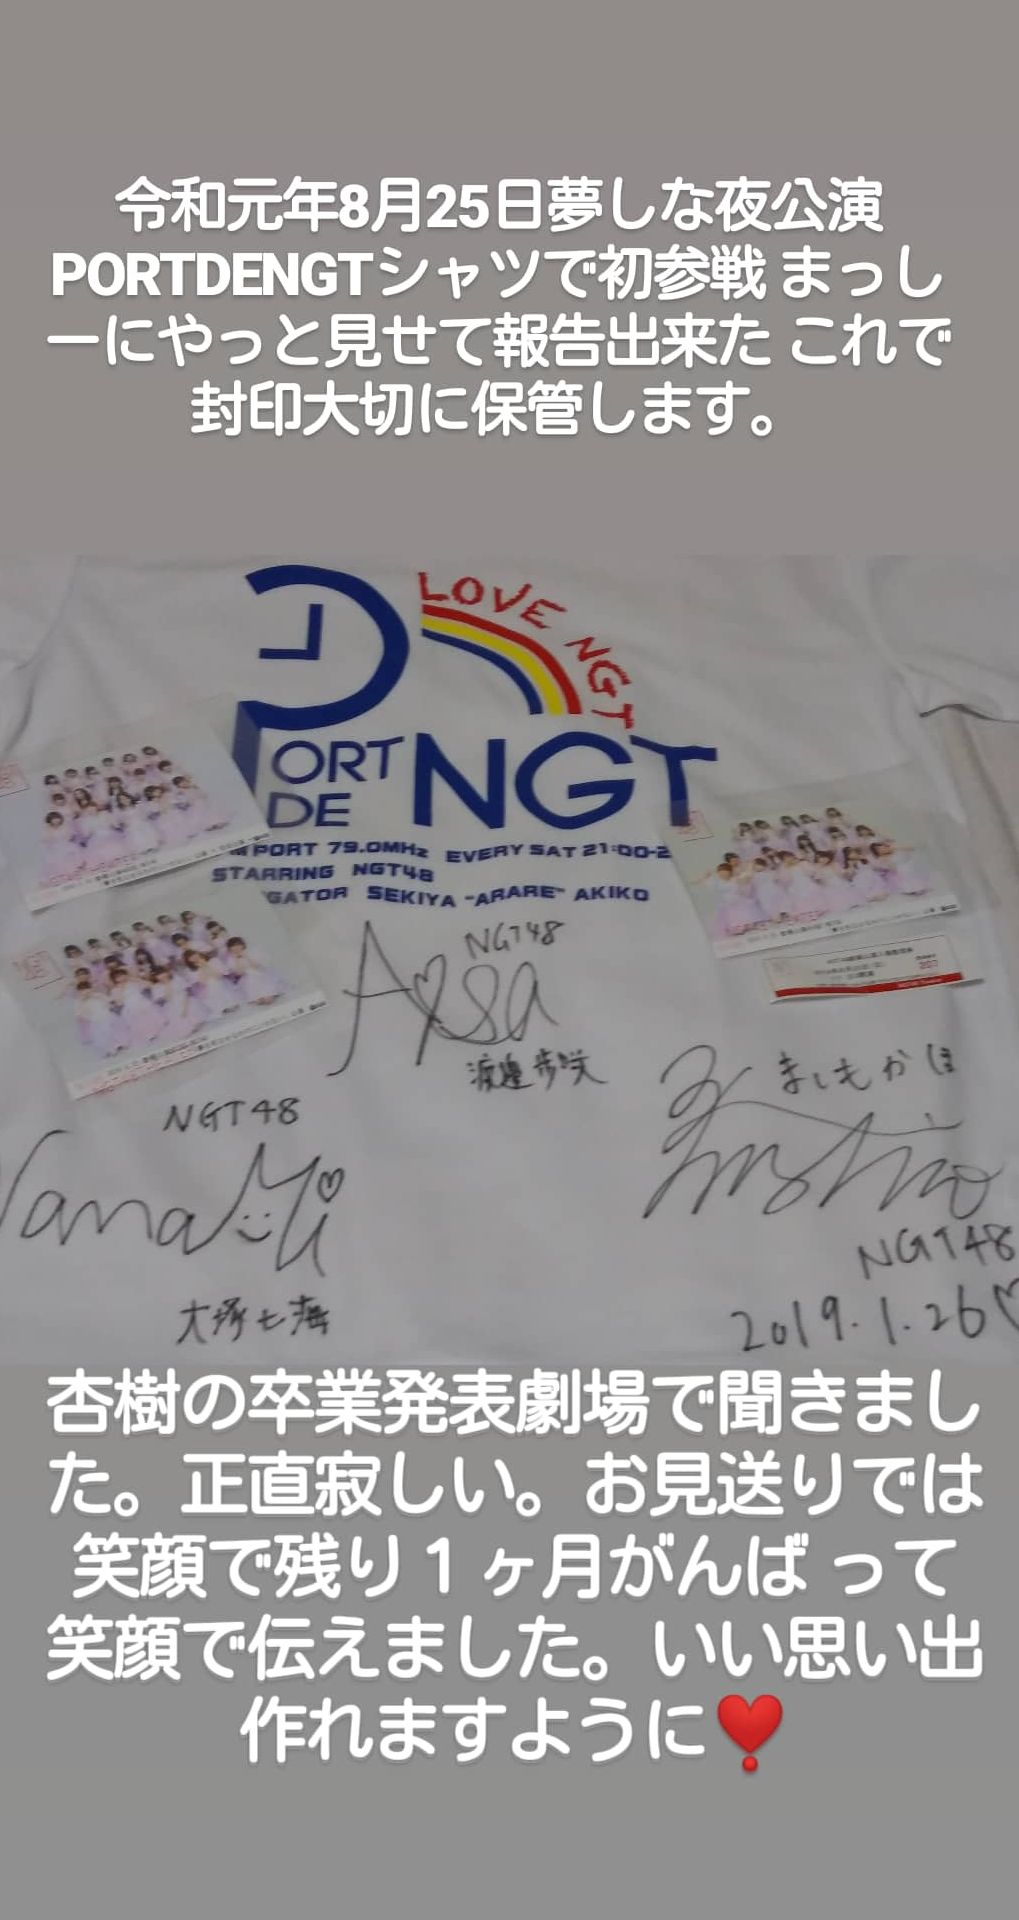 令和元年8月25日夢しな夜公演
PORTDENGTシャツで初参戦 まっし
ーにやっと見せて報告出来た これで
封印大切に保管します。
LOVE NGT
PORT DE NGT
PORT 79.0MHz EVERY SAT 21:00-2
STARRING NGT48
GATOR SEKIYA "ARARE" AKIKO
NGT48
渡邉歩咲
ましもかほ
NGT48
NGT48
大塚七海
2019.1.26
杏樹の卒業発表劇場で聞きまし
た。正直寂しい。お見送りでは
笑顔で残り１ヶ月がんばって
笑顔で伝えました。いい思い出
作れますように❣